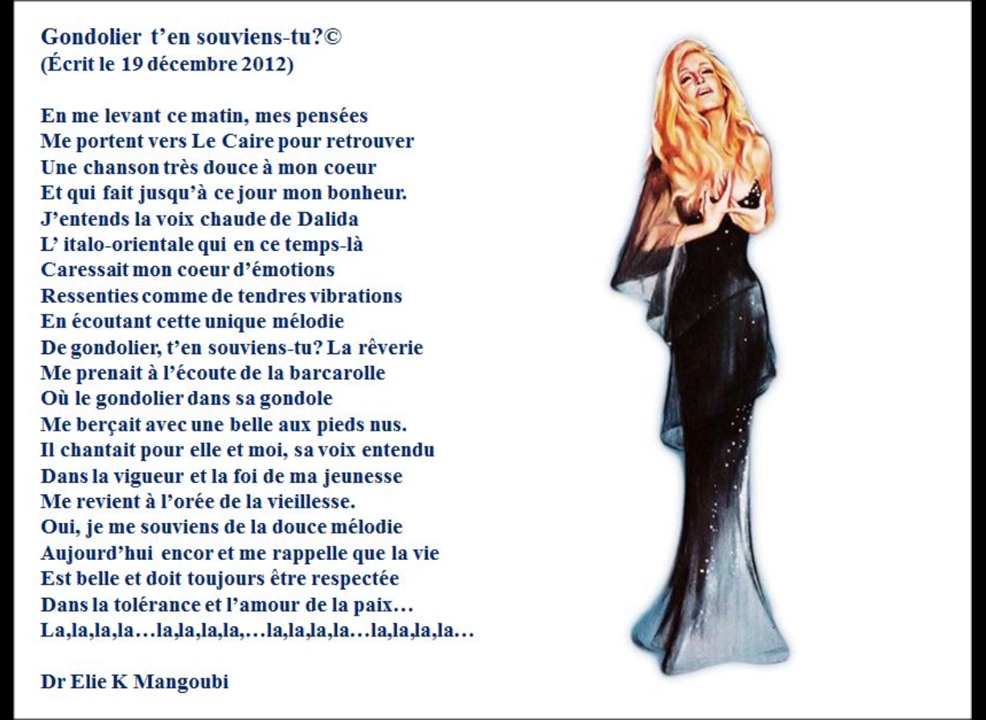 Gondolier t’en souviens-tu?©
(Écrit le 19 décembre 2012)
En me levant ce matin, mes pensées
Me portent vers Le Caire pour retrouver
Une chanson très douce à mon coeur
Et qui fait jusqu’à ce jour mon bonheur.
J’entends la voix chaude de Dalida
L’ italo-orientale qui en ce temps-là
Caressait mon coeur d’émotions
Ressenties comme de tendres vibrations
En écoutant cette unique mélodie
De gondolier, t’en souviens-tu? La rêverie
Me prenait à l’écoute de la barcarolle
Où le gondolier dans sa gondole
Me berçait avec une belle aux pieds nus.
Il chantait pour elle et moi, sa voix entendu
Dans la vigueur et la foi de ma jeunesse
Me revient à l’orée de la vieillesse.
Oui, je me souviens de la douce mélodie
Aujourd’hui encor et me rappelle que la vie
Est belle et doit toujours être respectée
Dans la tolérance et l’amour de la paix…
La,la,la,la…la,la,la,la,…la,la,la,la…la,la,la,la…
Dr Elie K Mangoubi